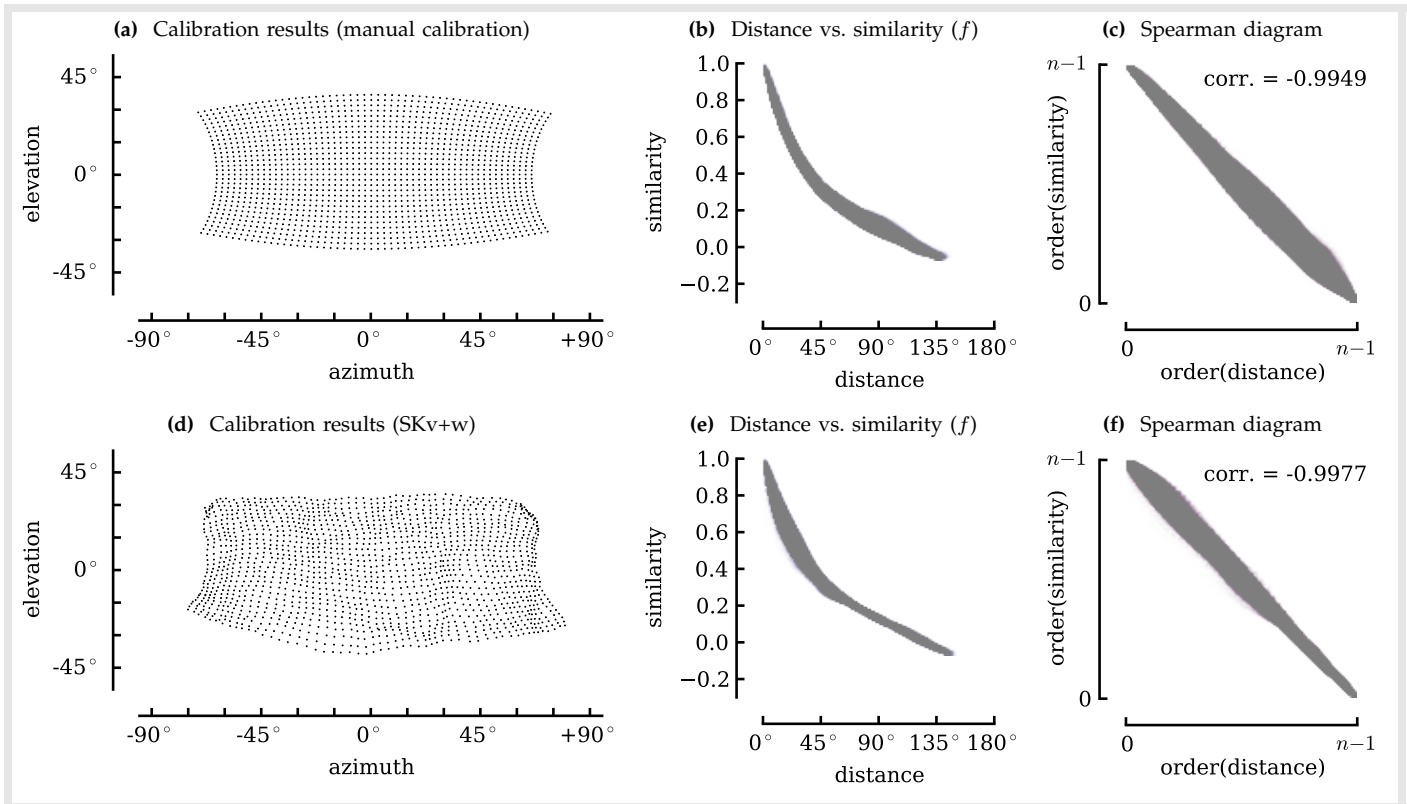 (a) Calibration results (manual calibration)
45°
0°
-45°
elevation
-90° -45° 0° 45° +90°
azimuth
(b) Distance vs. similarity (f)
1.0
0.8
0.6
0.4
0.2
0.0
−0.2
similarity
0° 45° 90° 135° 180°
distance
(c) Spearman diagram
n−1
corr. = -0.9949
order(similarity)
0
0 n−1
order(distance)
(d) Calibration results (SKv+w)
45°
0°
-45°
elevation
-90° -45° 0° 45° +90°
azimuth
(e) Distance vs. similarity (f)
1.0
0.8
0.6
0.4
0.2
0.0
−0.2
similarity
0° 45° 90° 135° 180°
distance
(f) Spearman diagram
n−1
corr. = -0.9977
order(similarity)
0
0 n−1
order(distance)